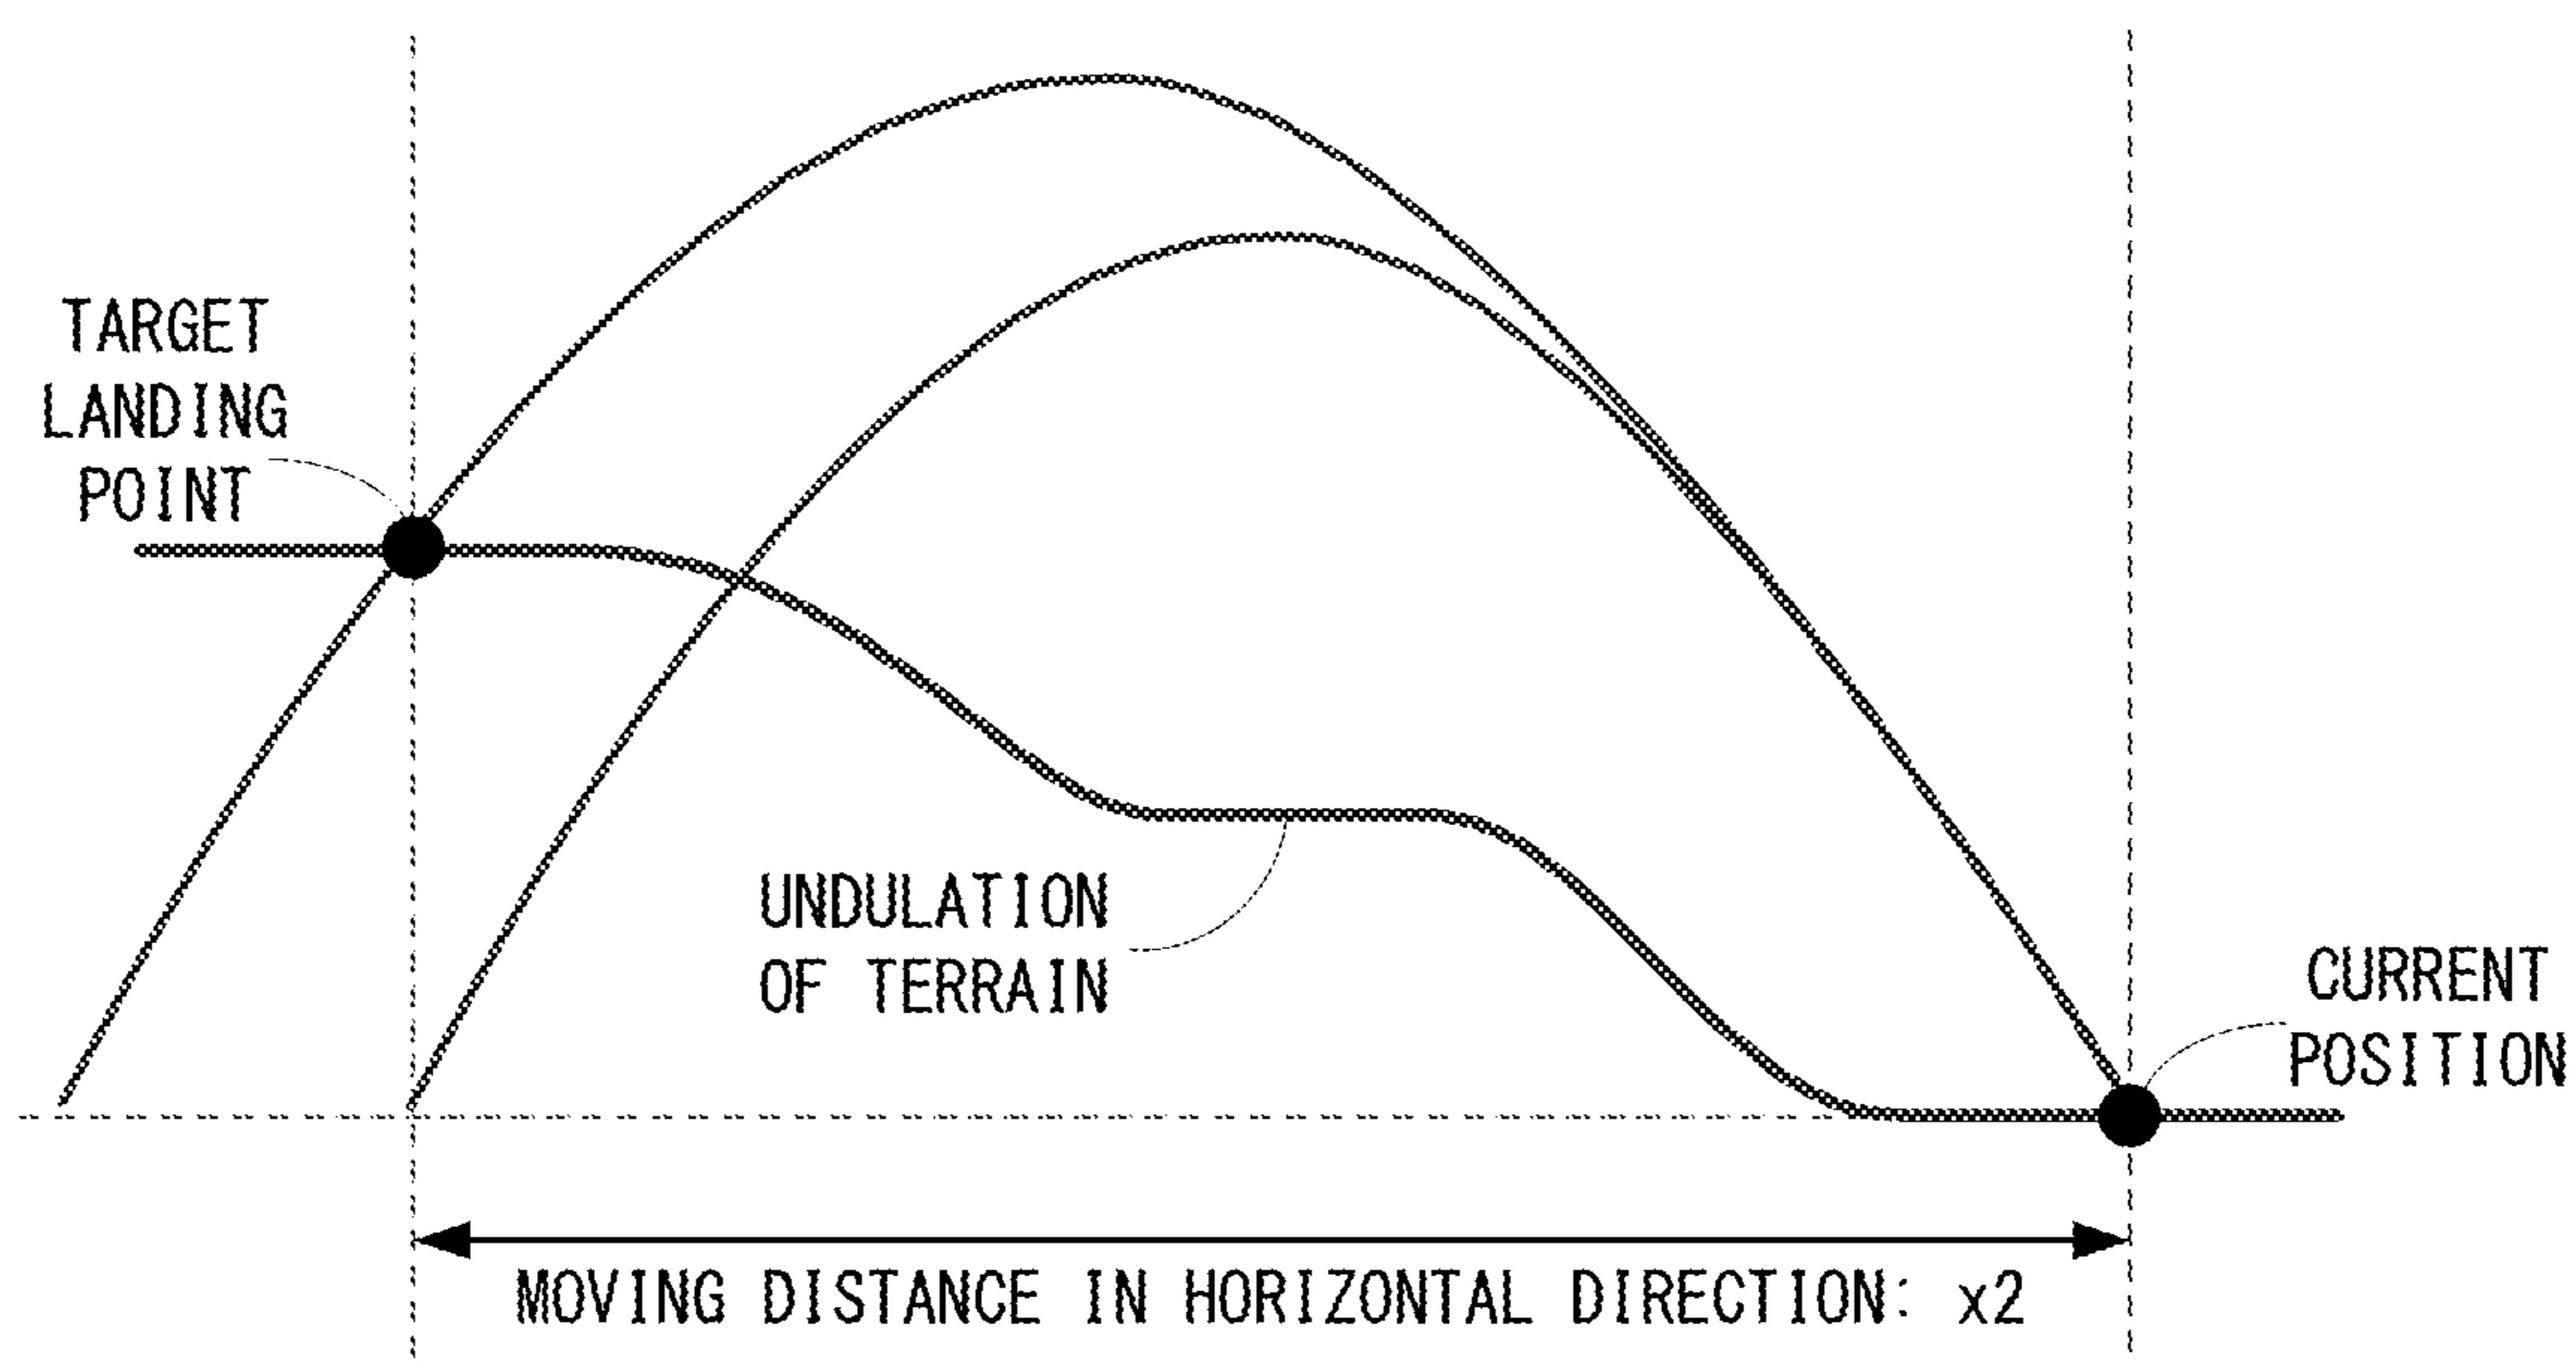 TARGET
LANDING
POINT
UNDULATION
OF TERRAIN
CURRENT
POSITION
MOVING DISTANCE IN HORIZONTAL DIRECTION: x2